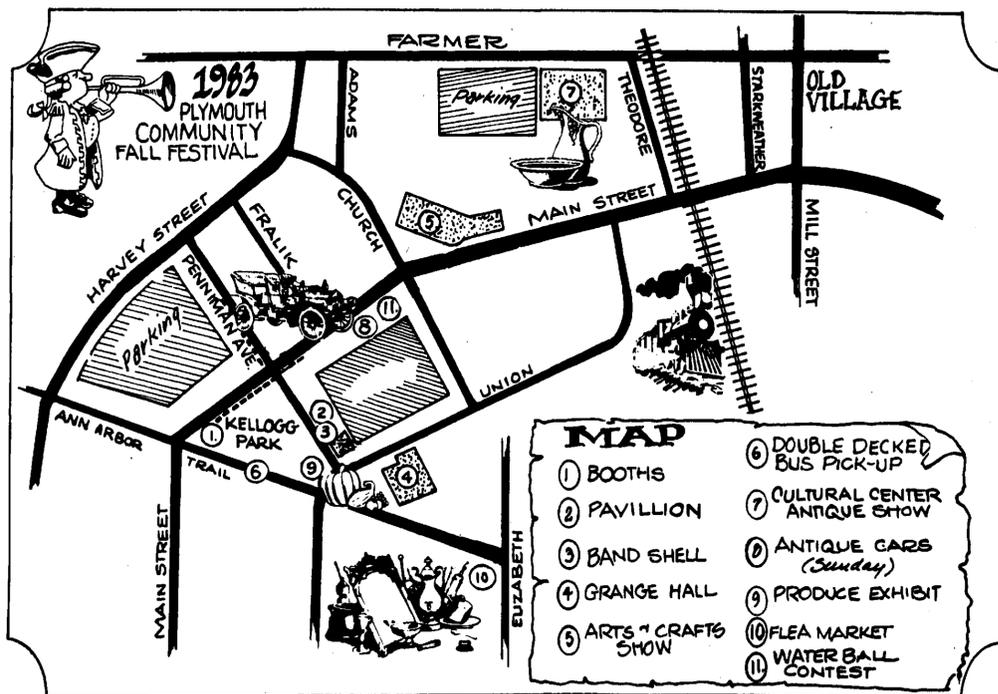 FARMER
1983
PLYMOUTH
COMMUNITY
FALL FESTIVAL
ADAMS
Parking
7
THEODORE
STARKWEATHER
OLD
VILLAGE
HARVEY STREET
FRALIK
CHURCH
5
MAIN STREET
MILL STREET
PENNIMAN AVE.
Parking
8
11.
UNION
ANN ARBOR
TRAIL
1.
KELLOGG
PARK
2
3
6
9
4
MAIN STREET
10
ELIZABETH
MAP
1 BOOTHS
2 PAVILLION
3 BAND SHELL
4 GRANGE HALL
5 ARTS N CRAFTS
SHOW
6 DOUBLE DECKED
BUS PICK-UP
7 CULTURAL CENTER
ANTIQUE SHOW
8 ANTIQUE CARS
(Sunday)
9 PRODUCE EXHIBIT
10 FLEA MARKET
11. WATER BALL
CONTEST